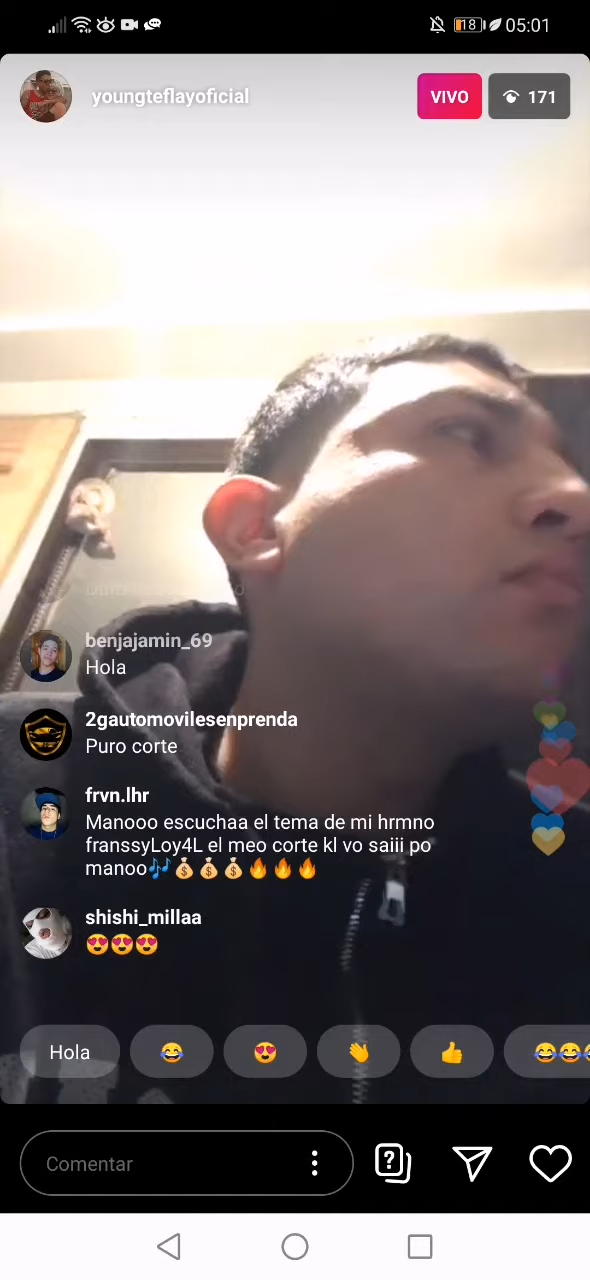 18 05:01
youngteflayoficial
VIVO 171
benjajamin_69
Hola
2gautomovilesenprenda
Puro corte
frvn.lhr
Manooo escuchaa el tema de mi hrmno
franssyLoy4L el meo corte kl vo saiii po
manoo🎶💰💰💰🔥🔥🔥
shishi_millaa
😍😍😍
Hola 😂 😍 👏 👍 😂😂😂
Comentar